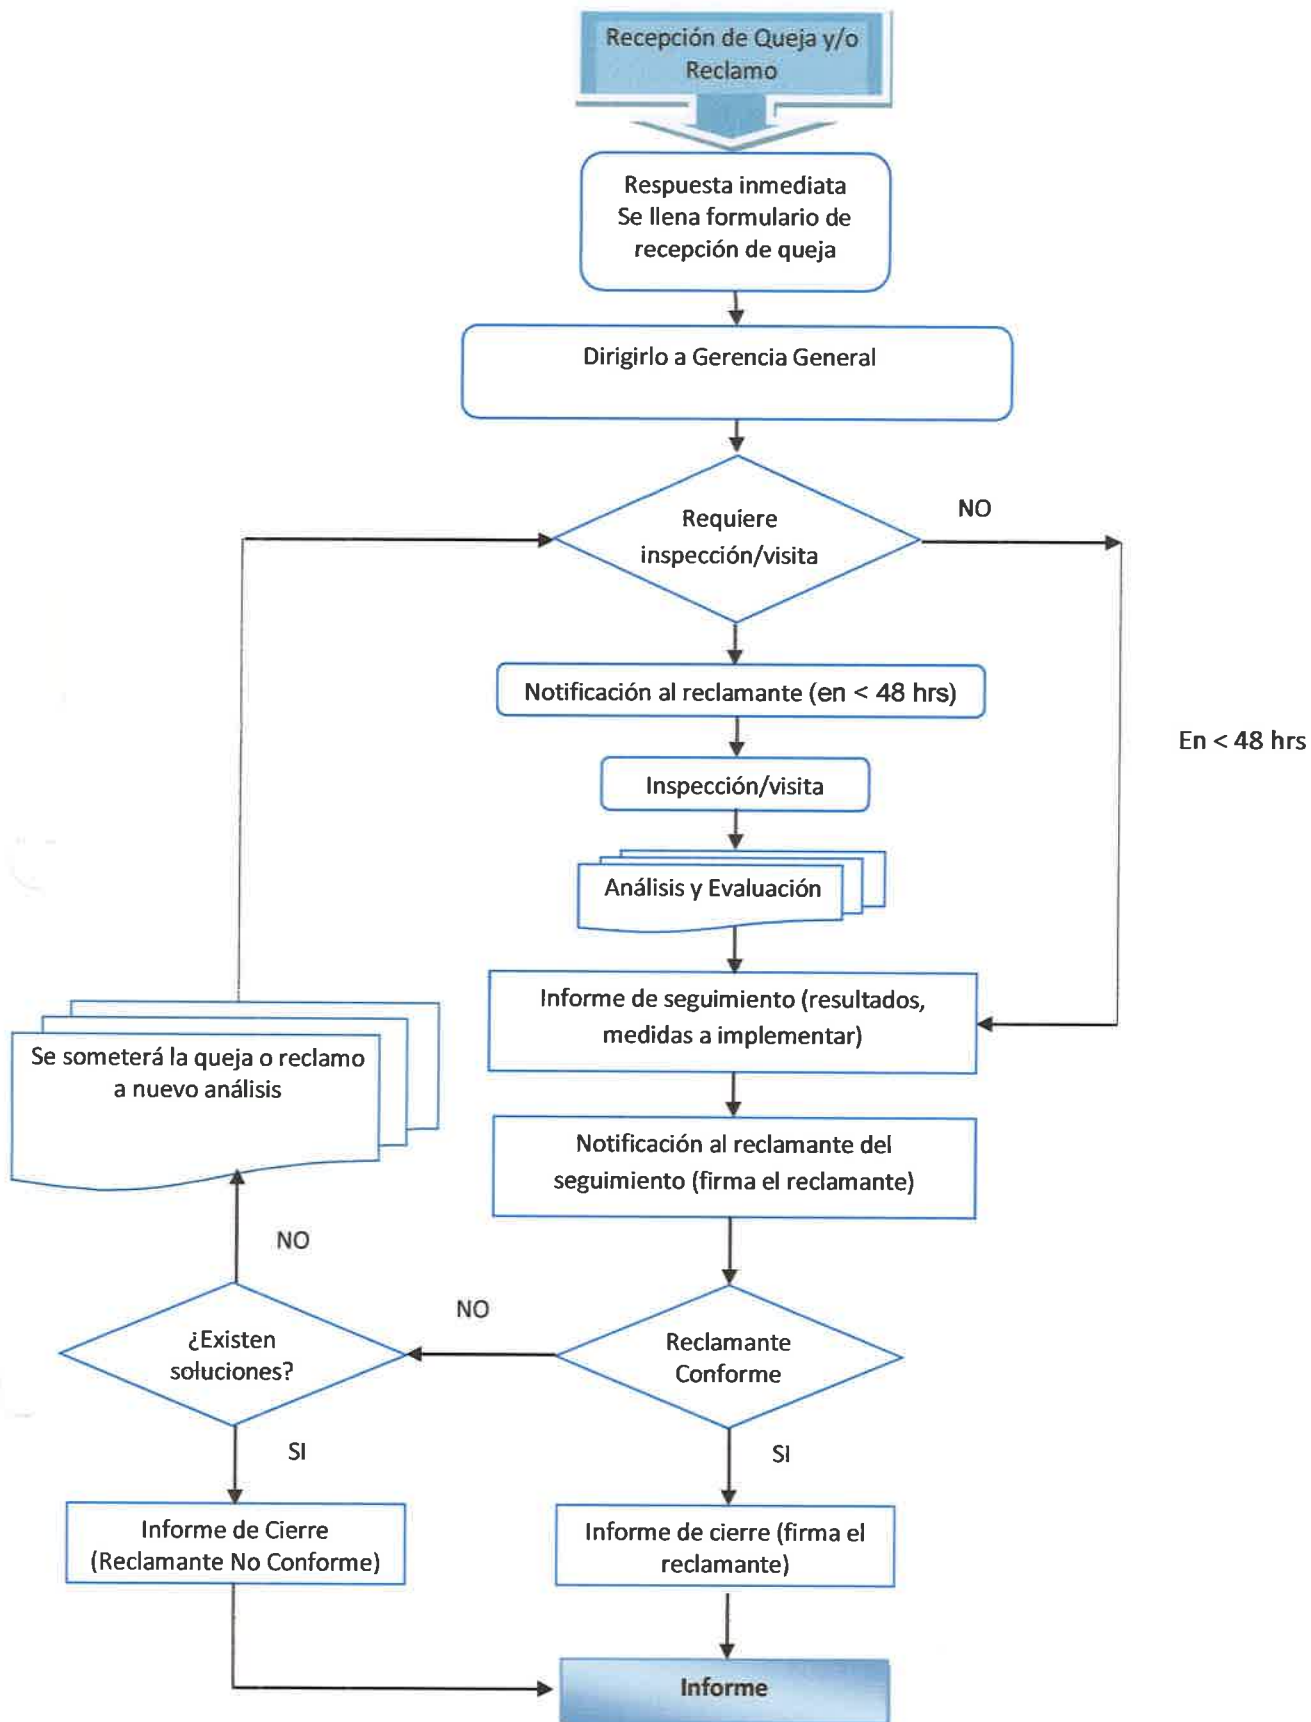 Recepción de Queja y/o
Reclamo
Respuesta inmediata
Se llena formulario de
recepción de queja
Dirigirlo a Gerencia General
Requiere
inspección/visita
NO
Notificación al reclamante (en < 48 hrs)
En < 48 hrs
Inspección/visita
Análisis y Evaluación
Informe de seguimiento (resultados,
medidas a implementar)
Se someterá la queja o reclamo
a nuevo análisis
Notificación al reclamante del
seguimiento (firma el reclamante)
NO
NO
¿Existen
soluciones?
Reclamante
Conforme
SI
SI
Informe de Cierre
(Reclamante No Conforme)
Informe de cierre (firma el
reclamante)
Informe